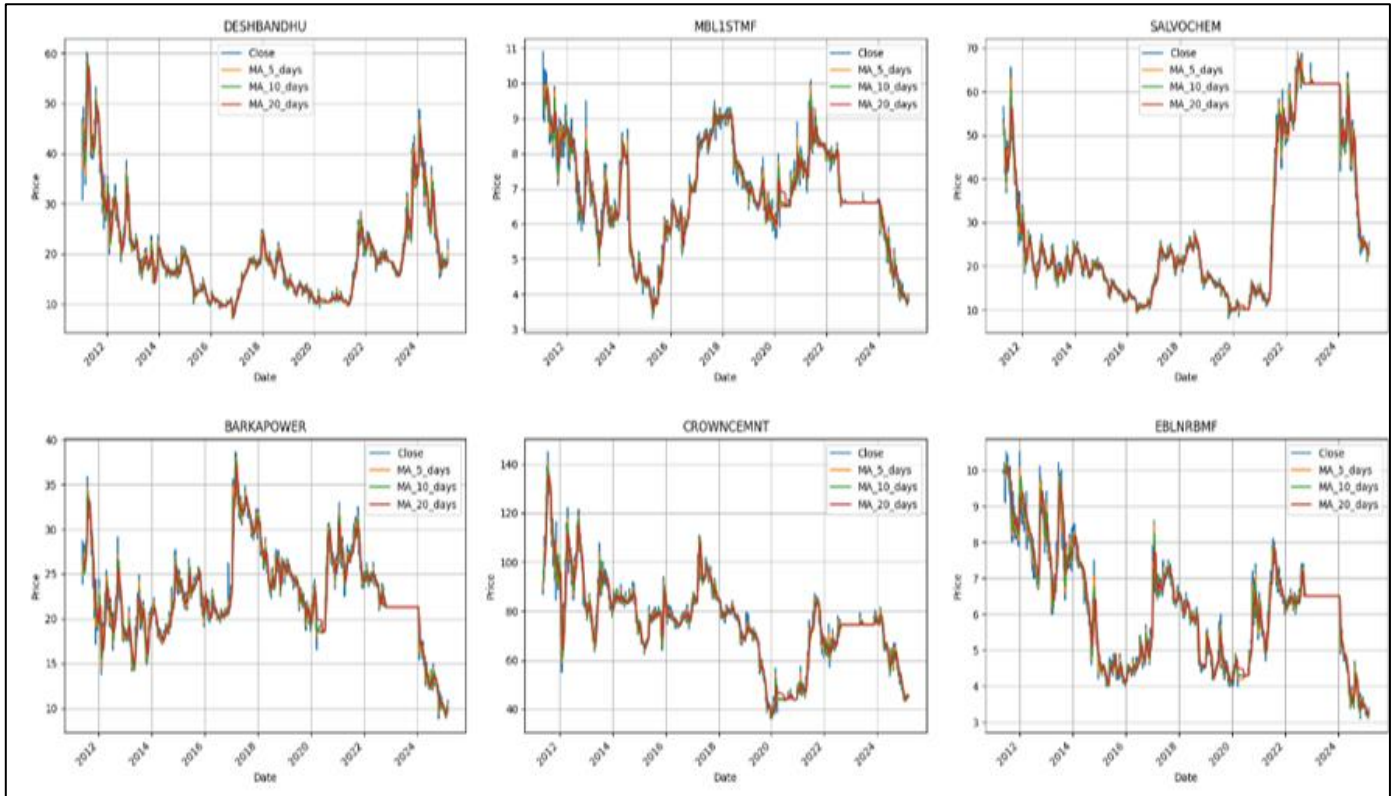 DESHBANDHU
Price
60
50
40
30
20
10
Close
MA_5_days
MA_10_days
MA_20_days
2012
2014
2016
2018
2020
2022
2024
Date
MBL1STMF
Price
11
10
9
8
7
6
5
4
3
Close
MA_5_days
MA_10_days
MA_20_days
2012
2014
2016
2018
2020
2022
2024
Date
SALVOCHEM
Price
70
60
50
40
30
20
10
Close
MA_5_days
MA_10_days
MA_20_days
2012
2014
2016
2018
2020
2022
2024
Date
BARKAPOWER
Price
40
35
30
25
20
15
10
Close
MA_5_days
MA_10_days
MA_20_days
2012
2014
2016
2018
2020
2022
2024
Date
CROWNCEMNT
Price
140
120
100
80
60
40
Close
MA_5_days
MA_10_days
MA_20_days
2012
2014
2016
2018
2020
2022
2024
Date
EBLNRBMF
Price
10
9
8
7
6
5
4
3
Close
MA_5_days
MA_10_days
MA_20_days
2012
2014
2016
2018
2020
2022
2024
Date